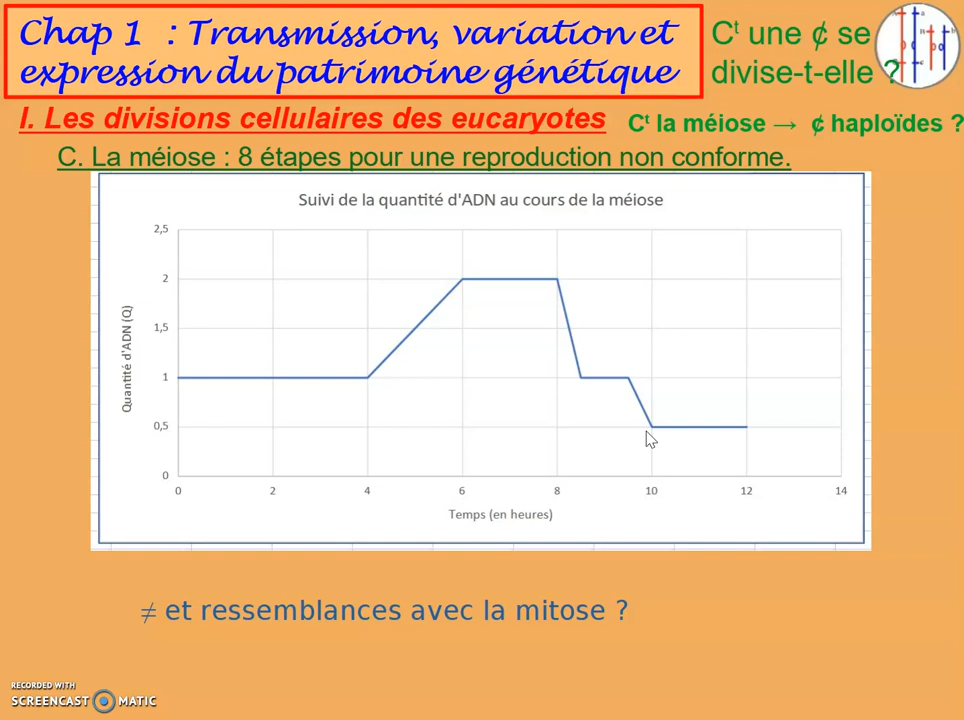 Chap 1 : Transmission, variation et
expression du patrimoine génétique
Cᵗ une ¢ se
divise-t-elle ?
I. Les divisions cellulaires des eucaryotes
Cᵗ la méiose → ¢ haploïdes ?
C. La méiose : 8 étapes pour une reproduction non conforme.
Suivi de la quantité d'ADN au cours de la méiose
Quantité d'ADN (Q)
2,5
2
1,5
1
0,5
0
0 2 4 6 8 10 12 14
Temps (en heures)
≠ et ressemblances avec la mitose ?
RECORDED WITH
SCREENCAST MATIC